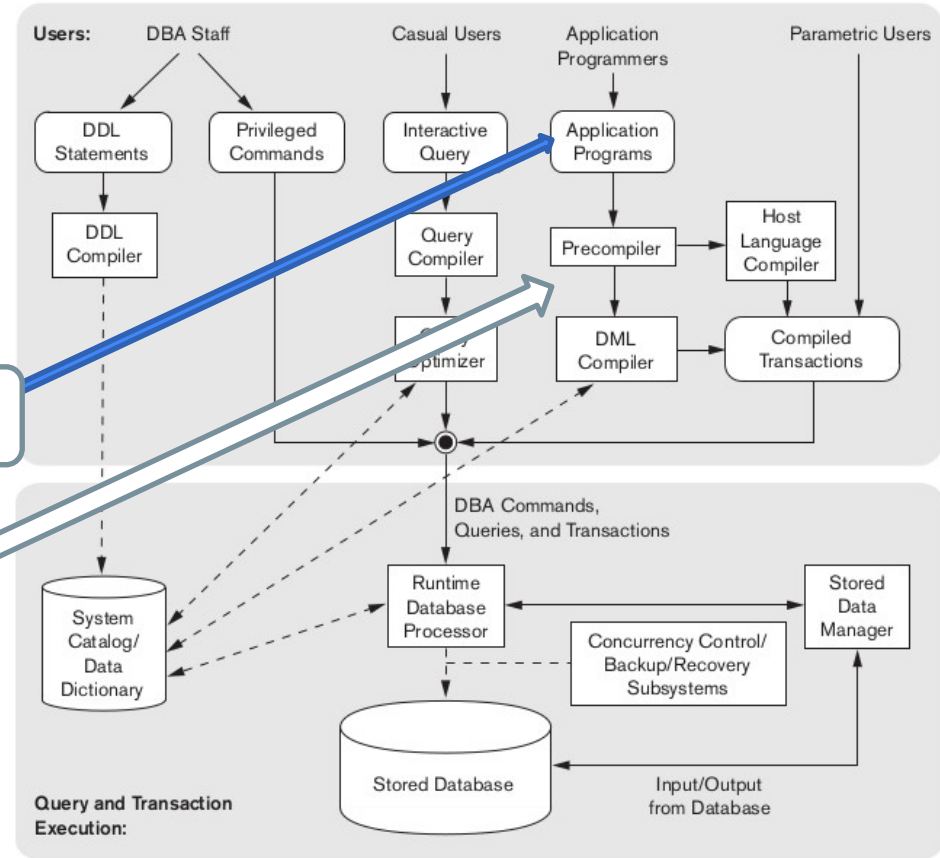 Users:
DBA Staff
Casual Users
Application
Programmers
Parametric Users
DDL
Statements
Privileged
Commands
Interactive
Query
Application
Programs
DDL
Compiler
Query
Compiler
Precompiler
Host
Language
Compiler
Optimizer
DML
Compiler
Compiled
Transactions
DBA Commands,
Queries, and Transactions
System
Catalog/
Data
Dictionary
Runtime
Database
Processor
Stored
Data
Manager
Concurrency Control/
Backup/Recovery
Subsystems
Stored Database
Input/Output
from Database
Query and Transaction
Execution: